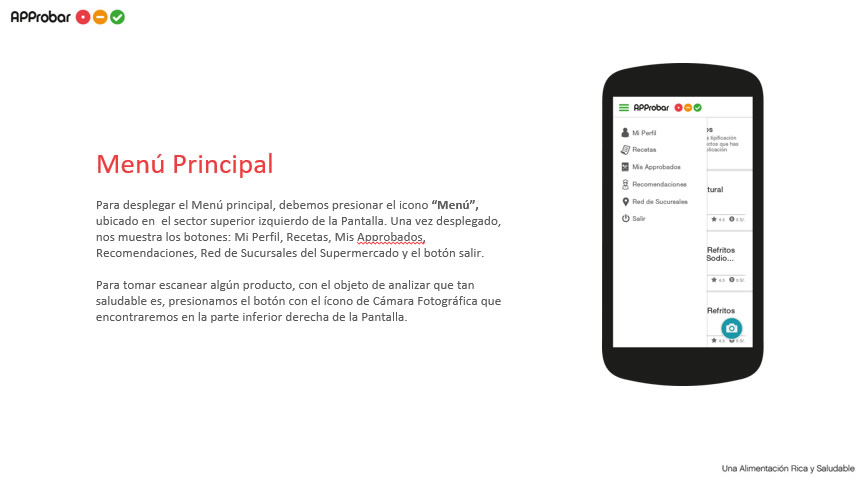 APProbar
Menú Principal
Para desplegar el Menú principal, debemos presionar el icono “Menú”,
ubicado en el sector superior izquierdo de la Pantalla. Una vez desplegado,
nos muestra los botones: Mi Perfil, Recetas, Mis Approbados,
Recomendaciones, Red de Sucursales del Supermercado y el botón salir.
Para tomar escanear algún producto, con el objeto de analizar que tan
saludable es, presionamos el botón con el ícono de Cámara Fotográfica que
encontraremos en la parte inferior derecha de la Pantalla.
APProbar
Mi Perfil
Recetas
Mis Approbados
Recomendaciones
Red de Sucursales
Salir
os
a tipificación
ctos que has
plicación
tural
Refritos
Sodio...
Refritos
Una Alimentación Rica y Saludable